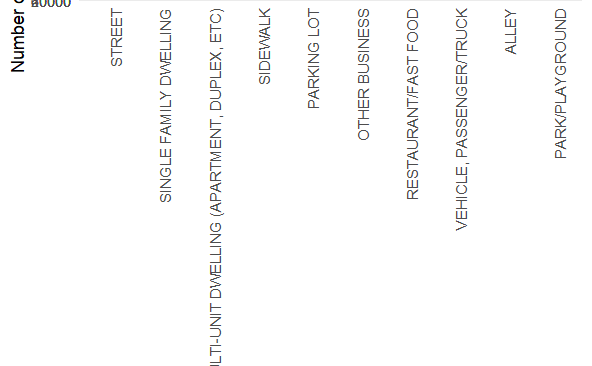 Number
STREET
SINGLE FAMILY DWELLING
ILTI-UNIT DWELLING (APARTMENT, DUPLEX, ETC)
SIDEWALK
PARKING LOT
OTHER BUSINESS
RESTAURANT/FAST FOOD
VEHICLE, PASSENGER/TRUCK
ALLEY
PARK/PLAYGROUND